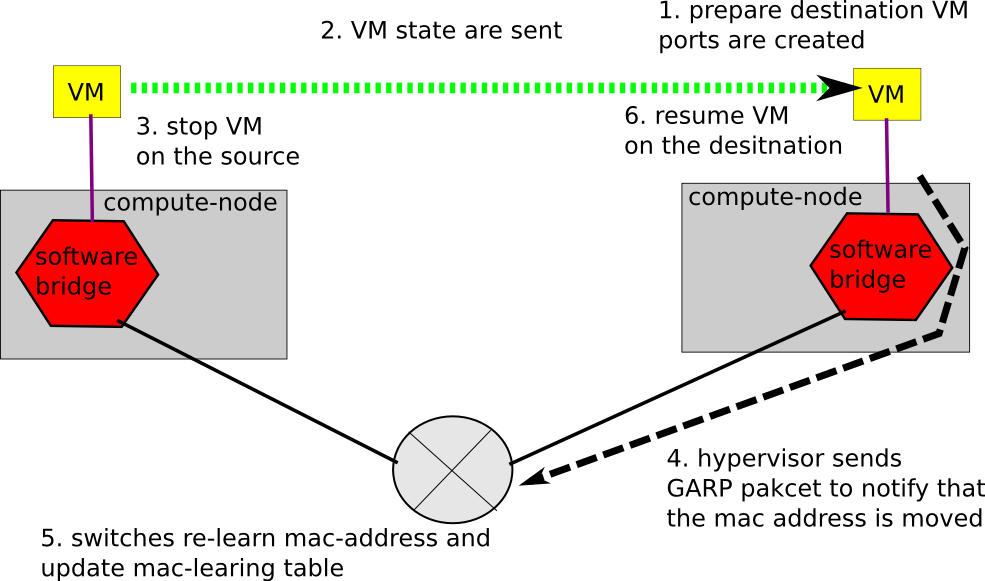 1. prepare destination VM
ports are created
2. VM state are sent
VM
VM
3. stop VM
on the source
6. resume VM
on the desitnation
compute-node
compute-node
software
bridge
software
bridge
4. hypervisor sends
GARP pakcet to notify that
the mac address is moved
5. switches re-learn mac-address and
update mac-learing table